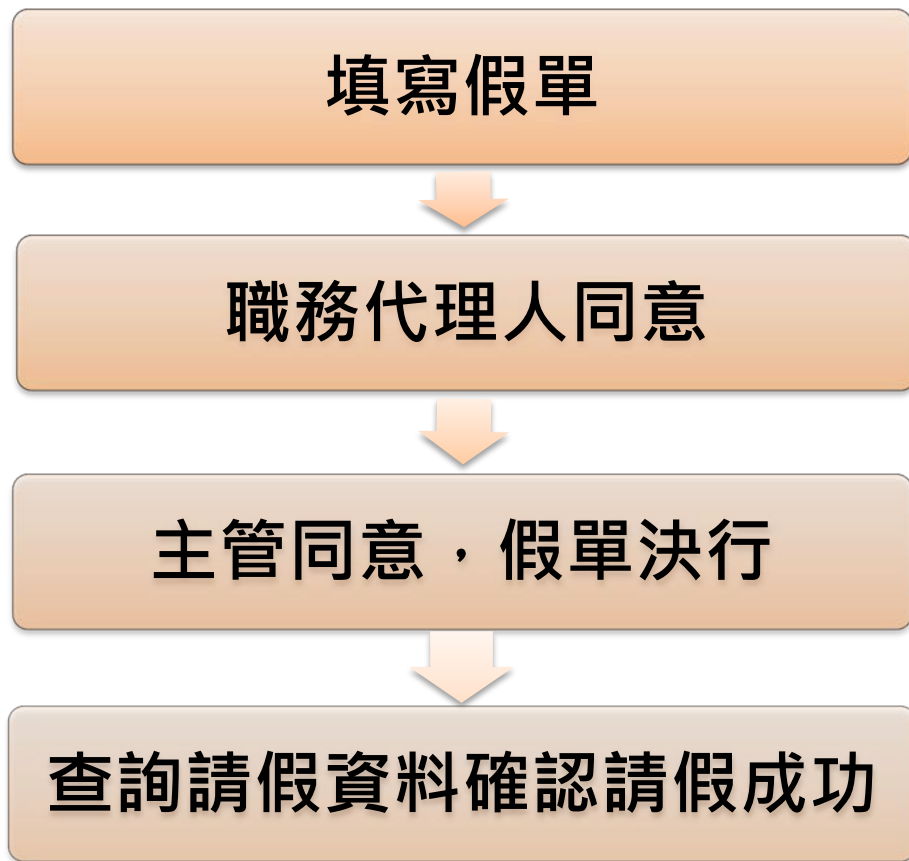 填寫假單
職務代理人同意
主管同意，假單決行
查詢請假資料確認請假成功